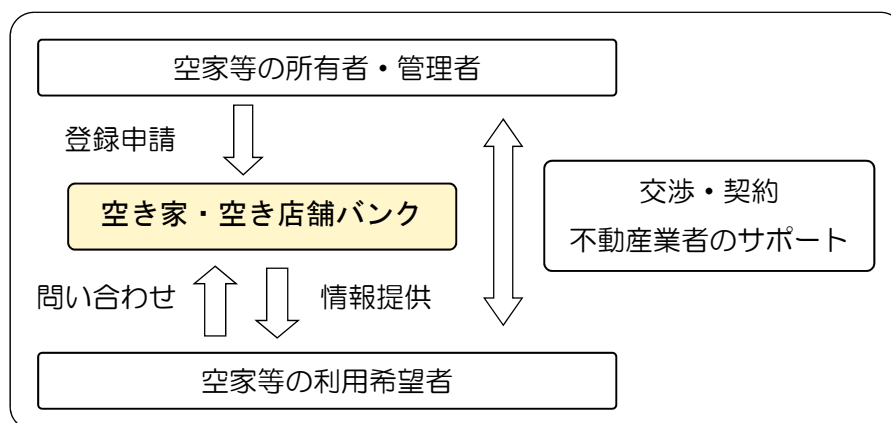 空家等の所有者・管理者
登録申請
空き家・空き店舗バンク
交渉・契約
不動産業者のサポート
問い合わせ
情報提供
空家等の利用希望者